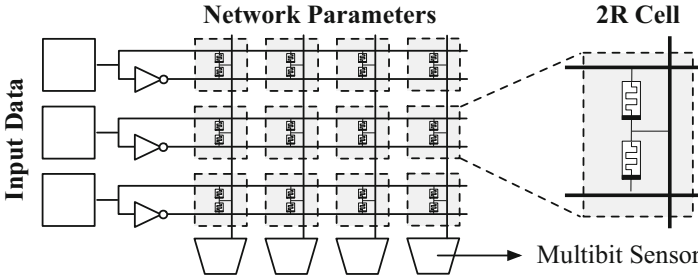 Network Parameters
2R Cell
Input Data
Multibit Sensor